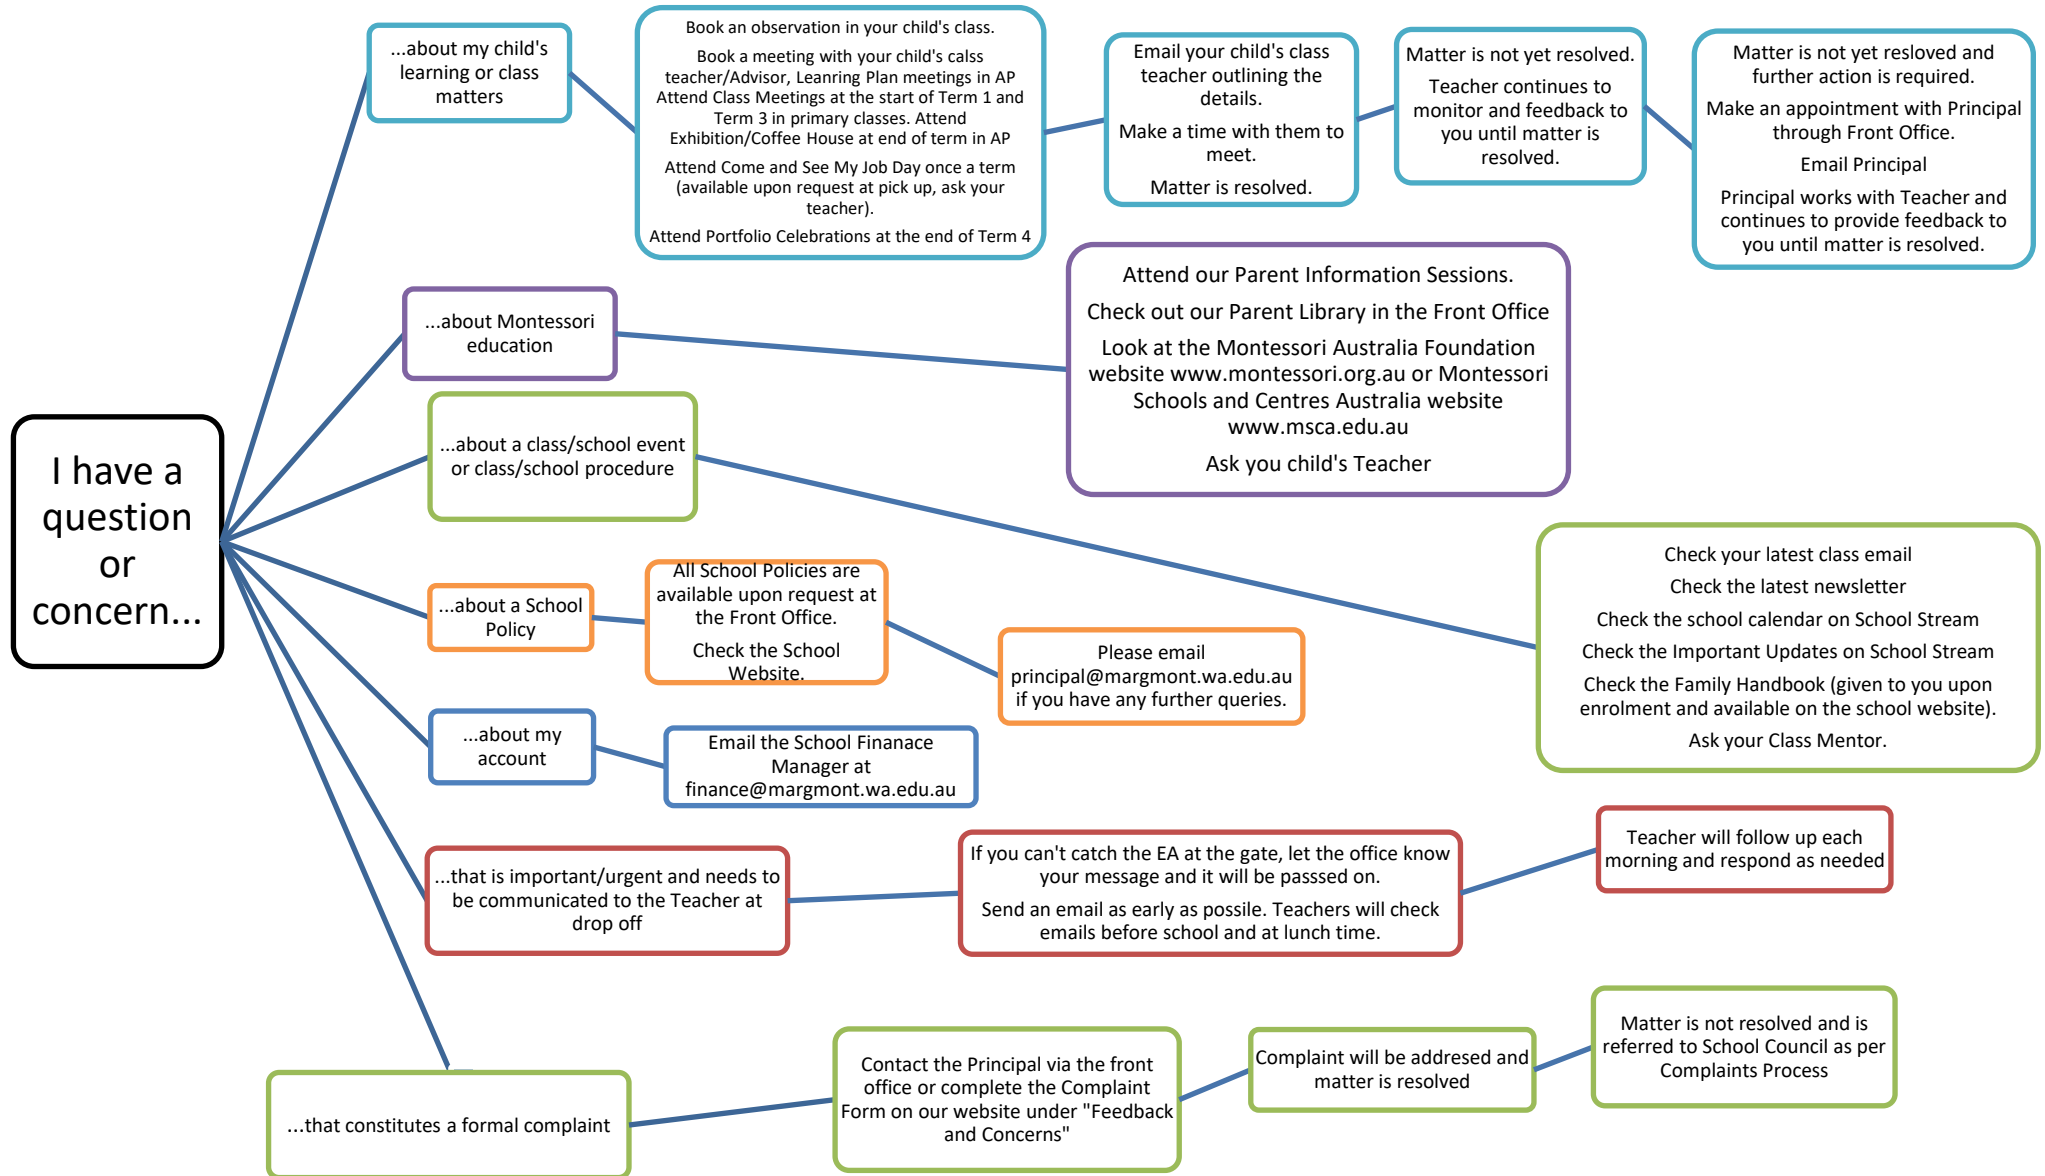 I have a
question
or
concern...
...about my child's
learning or class
matters
Book an observation in your child's class.
Book a meeting with your child's calss
teacher/Advisor, Leanring Plan meetings in AP
Attend Class Meetings at the start of Term 1 and
Term 3 in primary classes. Attend
Exhibition/Coffee House at end of term in AP
Attend Come and See My Job Day once a term
(available upon request at pick up, ask your
teacher).
Attend Portfolio Celebrations at the end of Term 4
Email your child's class
teacher outlining the
details.
Make a time with them to
meet.
Matter is resolved.
Matter is not yet resolved.
Teacher continues to
monitor and feedback to
you until matter is
resolved.
Matter is not yet resloved and
further action is required.
Make an appointment with Principal
through Front Office.
Email Principal
Principal works with Teacher and
continues to provide feedback to
you until matter is resolved.
...about Montessori
education
Attend our Parent Information Sessions.
Check out our Parent Library in the Front Office
Look at the Montessori Australia Foundation
website www.montessori.org.au or Montessori
Schools and Centres Australia website
www.msca.edu.au
Ask you child's Teacher
...about a class/school event
or class/school procedure
Check your latest class email
Check the latest newsletter
Check the school calendar on School Stream
Check the Important Updates on School Stream
Check the Family Handbook (given to you upon
enrolment and available on the school website).
Ask your Class Mentor.
...about a School
Policy
All School Policies are
available upon request at
the Front Office.
Check the School
Website.
Please email
principal@margmont.wa.edu.au
if you have any further queries.
...about my
account
Email the School Finanace
Manager at
finance@margmont.wa.edu.au
...that is important/urgent and needs to
be communicated to the Teacher at
drop off
If you can't catch the EA at the gate, let the office know
your message and it will be passsed on.
Send an email as early as possile. Teachers will check
emails before school and at lunch time.
Teacher will follow up each
morning and respond as needed
...that constitutes a formal complaint
Contact the Principal via the front
office or complete the Complaint
Form on our website under "Feedback
and Concerns"
Complaint will be addresed and
matter is resolved
Matter is not resolved and is
referred to School Council as per
Complaints Process